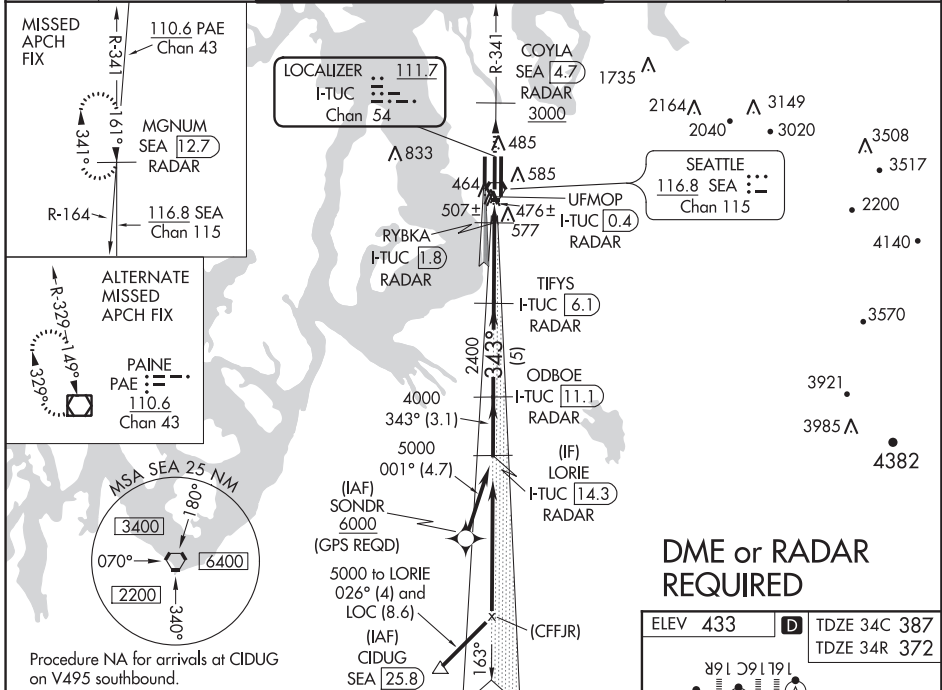 MISSED
APCH
FIX
R-341
110.6 PAE
Chan 43
161°
341°
MGNUM
SEA 12.7
RADAR
R-164
116.8 SEA
Chan 115
ALTERNATE
MISSED
APCH FIX
R-329
149°
329°
PAINE
PAE
110.6
Chan 43
MSA SEA 25 NM
180°
3400
070°
6400
2200
340°
Procedure NA for arrivals at CIDUG
on V495 southbound.
LOCALIZER 111.7
I-TUC
Chan 54
R-341
COYLA
SEA 4.7
RADAR
3000
1735
2164
3149
2040
3020
3508
3517
833
485
585
464
507±
476±
577
SEATTLE
116.8 SEA
Chan 115
UFMOP
I-TUC 0.4
RADAR
2200
4140
RYBKA
I-TUC 1.8
RADAR
TIFYS
I-TUC 6.1
RADAR
3570
2400
343°
(5)
ODBOE
I-TUC 11.1
RADAR
4000
343° (3.1)
3921
3985
4382
5000
001° (4.7)
(IF)
LORIE
I-TUC 14.3
RADAR
(IAF)
SONDR
6000
(GPS REQD)
5000 to LORIE
026° (4) and
LOC (8.6)
(CFFJR)
(IAF)
CIDUG
SEA 25.8
163°
DME or RADAR
REQUIRED
ELEV 433
D
TDZE 34C 387
TDZE 34R 372
16R
16C
16L